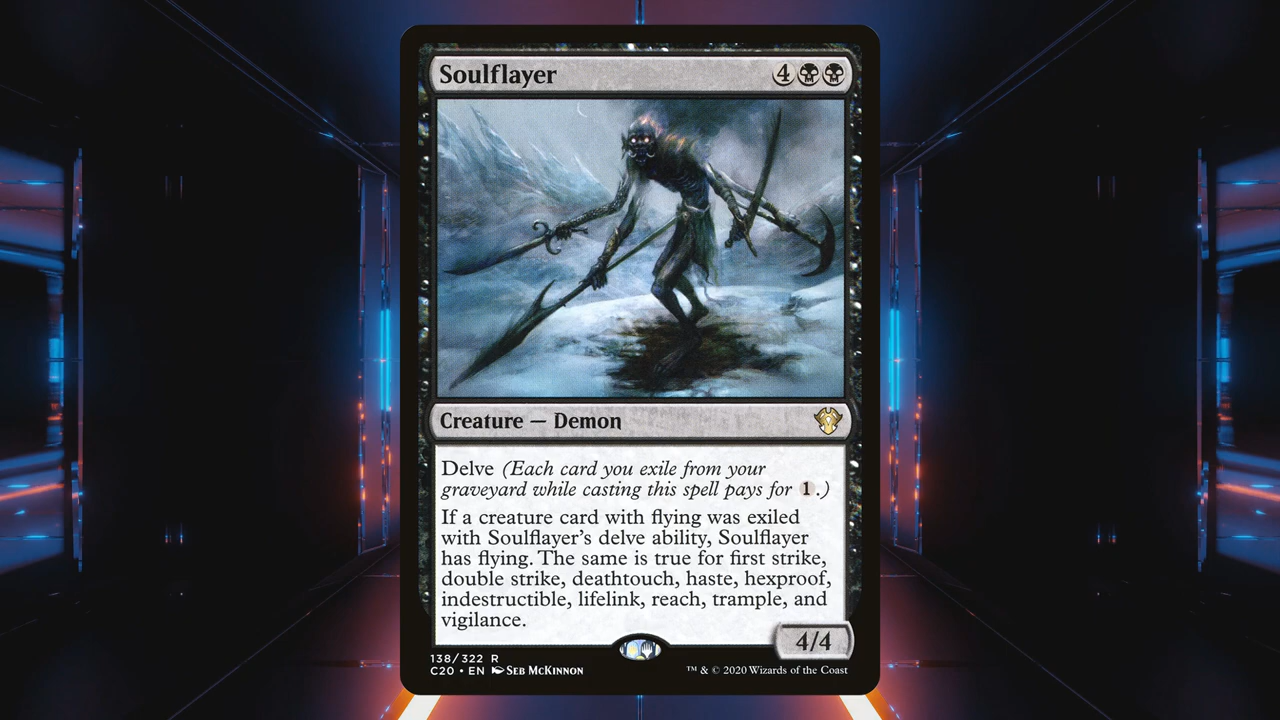 Soulflayer 4
Creature — Demon
Delve (Each card you exile from your
graveyard while casting this spell pays for 1.)
If a creature card with flying was exiled
with Soulflayer's delve ability, Soulflayer
has flying. The same is true for first strike,
double strike, deathtouch, haste, hexproof,
indestructible, lifelink, reach, trample, and
vigilance.
4/4
138/322 R
C20 • EN Seb McKinnon
™ & © 2020 Wizards of the Coast